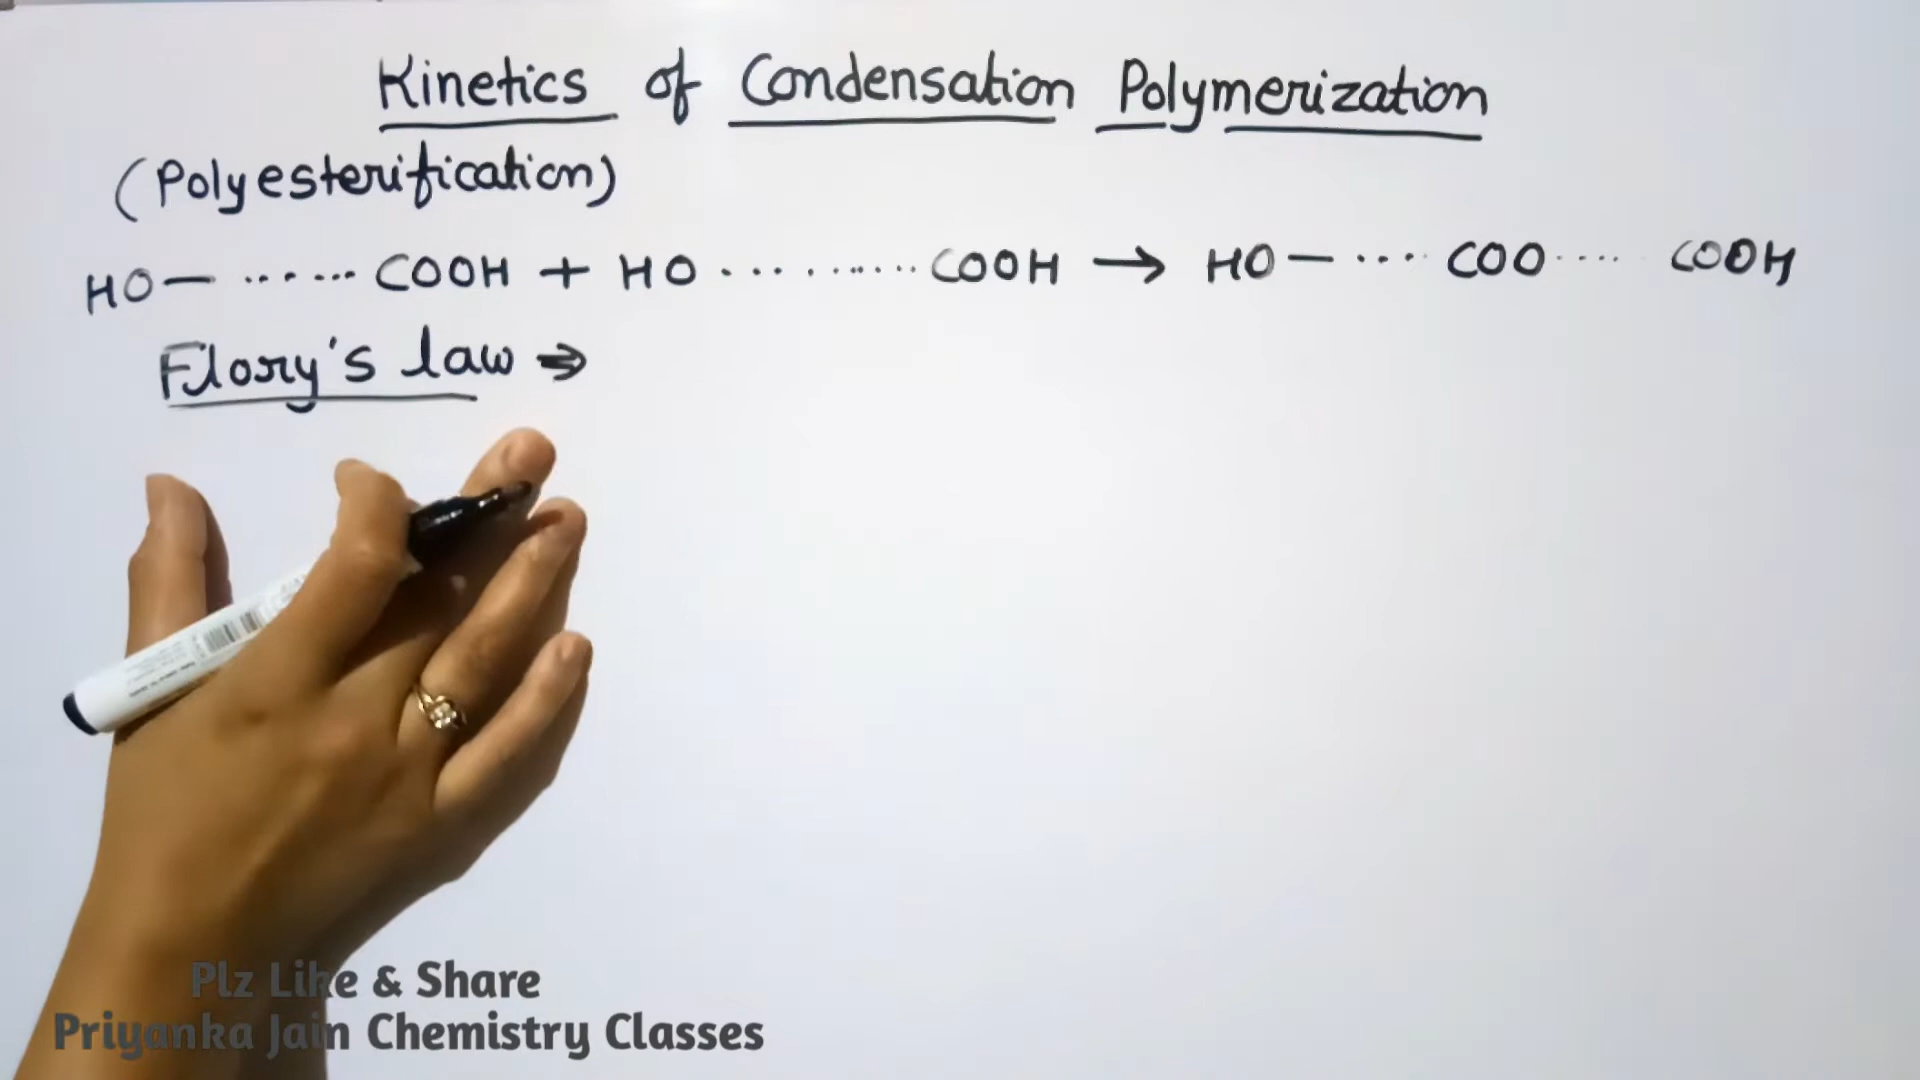 Kinetics of Condensation Polymerization
(Polyesterification)
HO— ······· COOH + HO ·········· COOH → HO— ···· COO ···· COOH
Flory's law ⇒
Plz Like & Share
Priyanka Jain Chemistry Classes